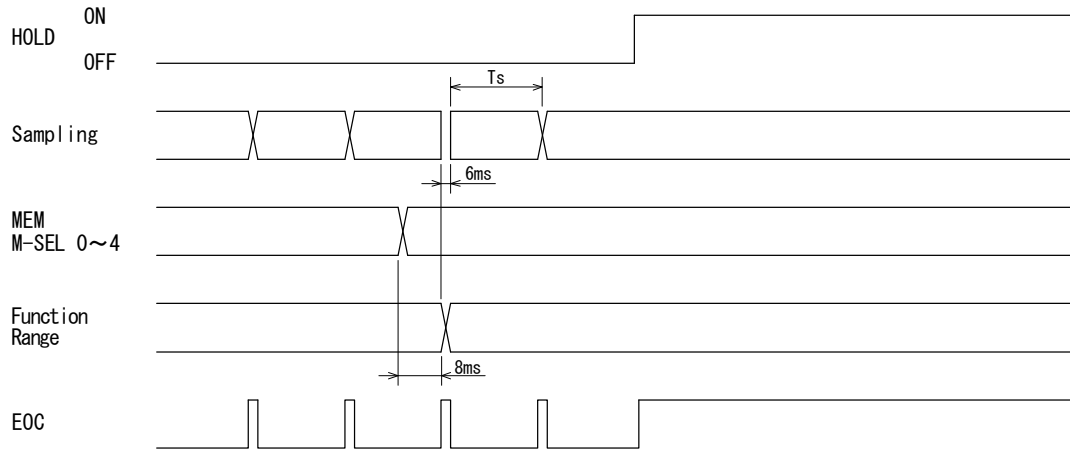 ON
HOLD
OFF
Ts
Sampling
6ms
MEM
M-SEL 0～4
Function
Range
8ms
EOC